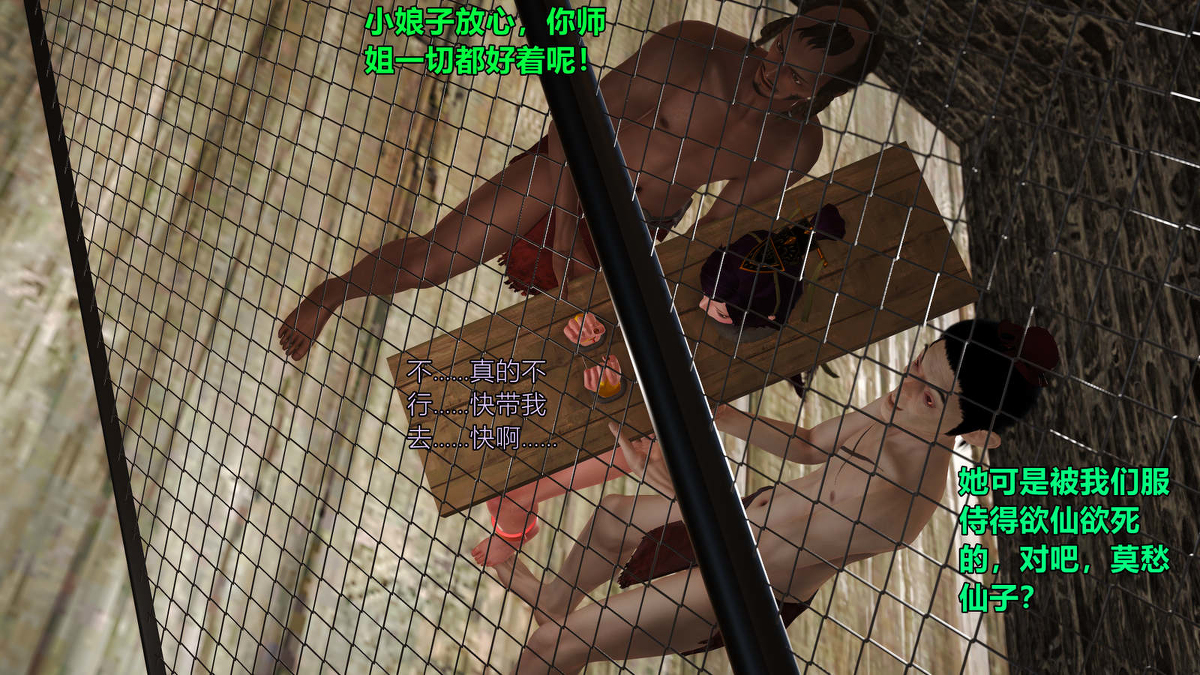 小娘子放心，你师
姐一切都好着呢！
不……真的不
行……快带我
去……快啊……
她可是被我们服
侍得欲仙欲死
的，对吧，莫愁
仙子？